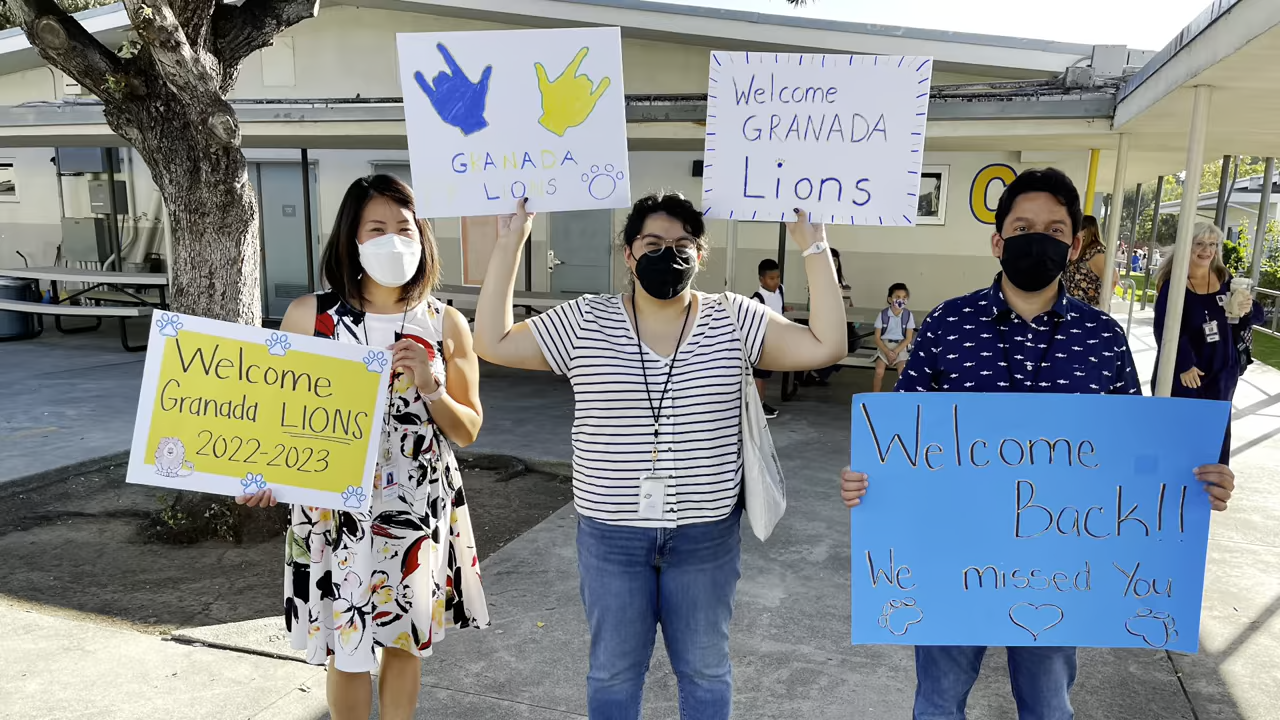 GRANADA
LIONS
Welcome
GRANADA
Lions
Welcome
Granada LIONS
2022-2023
Welcome
Back!!
We missed You